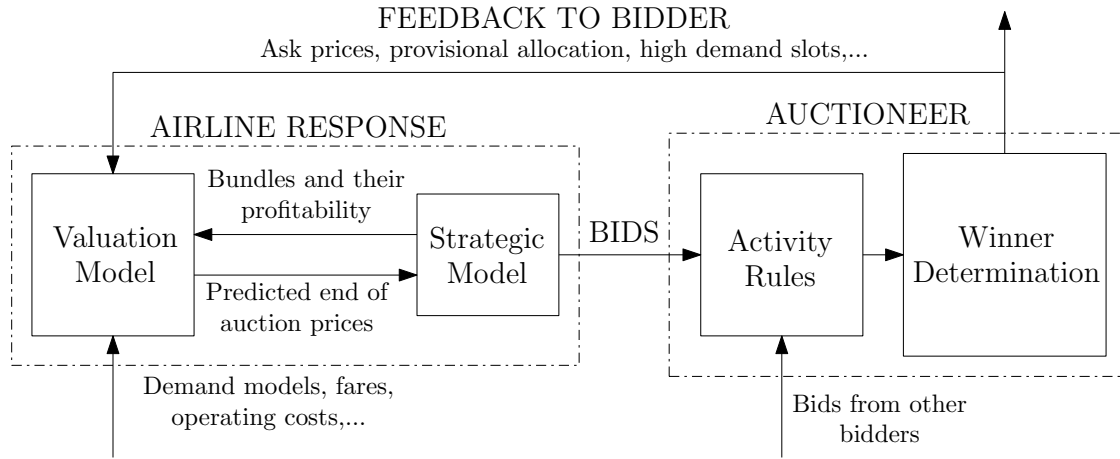 FEEDBACK TO BIDDER
Ask prices, provisional allocation, high demand slots,...
AIRLINE RESPONSE
AUCTIONEER
Bundles and their
profitability
Valuation
Model
Strategic
Model
Predicted end of
auction prices
BIDS
Activity
Rules
Winner
Determination
Demand models, fares,
operating costs,...
Bids from other
bidders